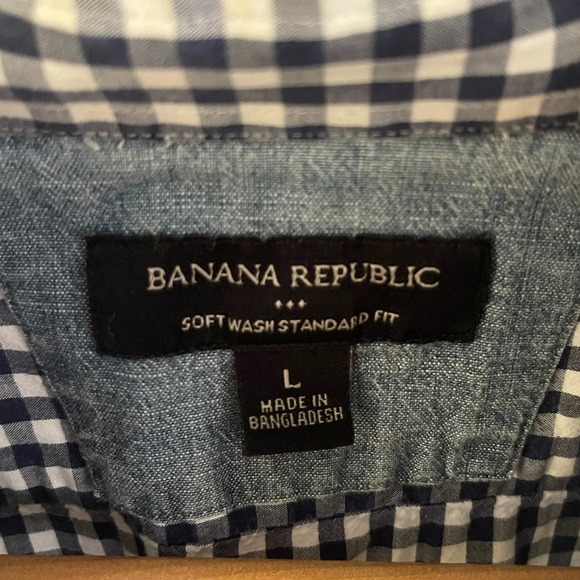 BANANA REPUBLIC
SOFT WASH STANDARD FIT
L
MADE IN
BANGLADESH